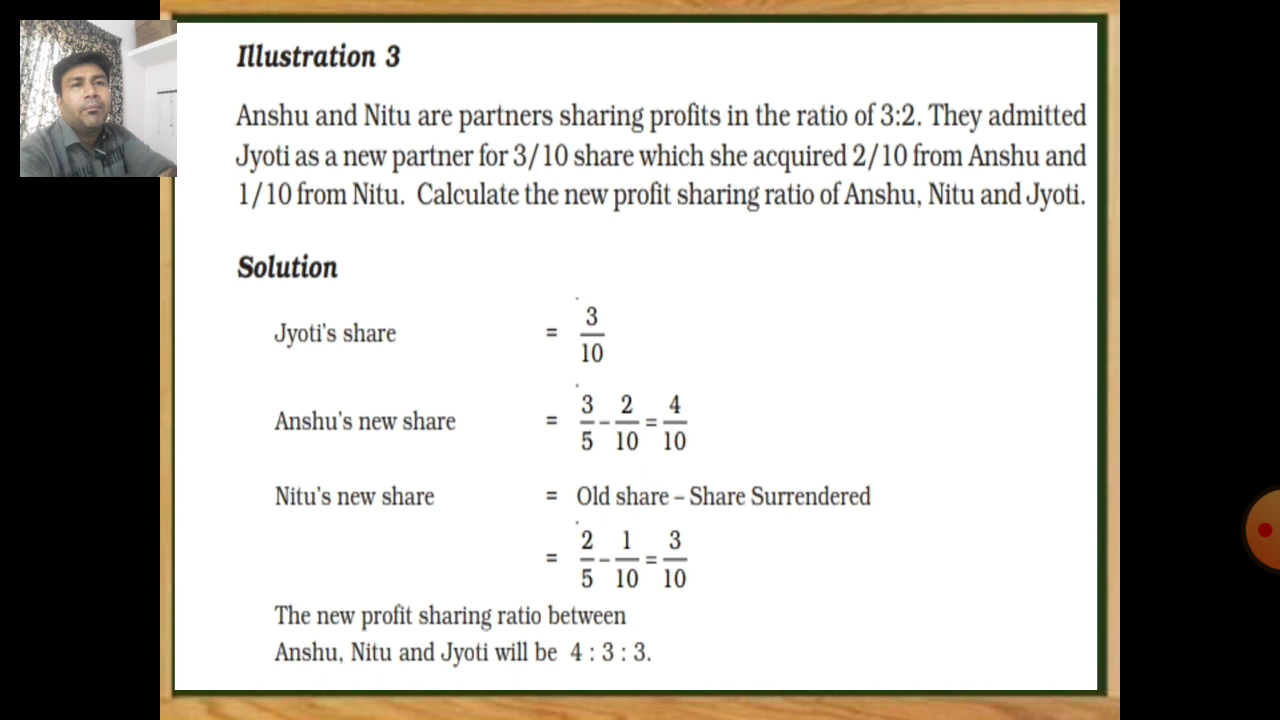 Illustration 3
Anshu and Nitu are partners sharing profits in the ratio of 3:2. They admitted
Jyoti as a new partner for 3/10 share which she acquired 2/10 from Anshu and
1/10 from Nitu. Calculate the new profit sharing ratio of Anshu, Nitu and Jyoti.
Solution
Jyoti's share = 3/10
Anshu's new share = 3/5 – 2/10 = 4/10
Nitu's new share = Old share – Share Surrendered
= 2/5 – 1/10 = 3/10
The new profit sharing ratio between
Anshu, Nitu and Jyoti will be 4 : 3 : 3.